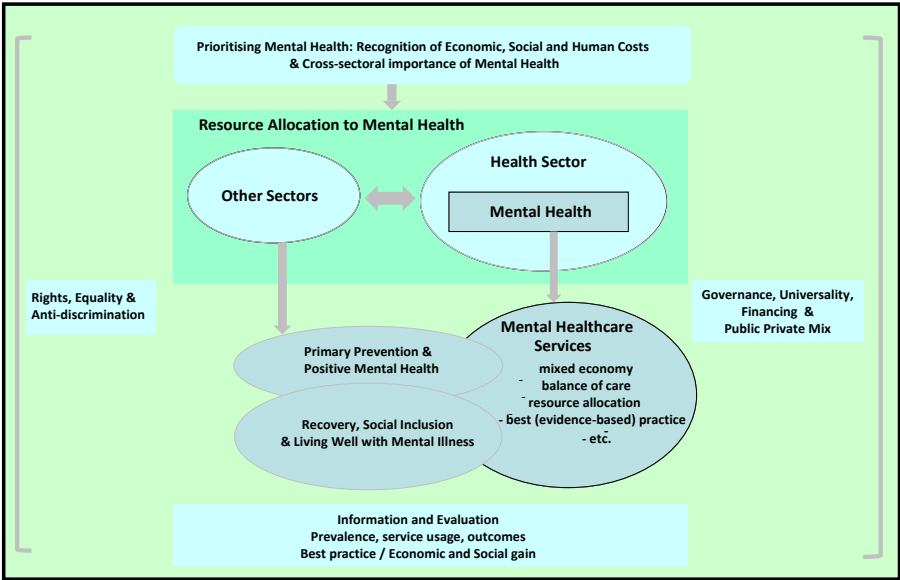 Prioritising Mental Health: Recognition of Economic, Social and Human Costs
& Cross-sectoral importance of Mental Health
Resource Allocation to Mental Health
Health Sector
Other Sectors
Mental Health
Rights, Equality &
Anti-discrimination
Governance, Universality,
Financing &
Public Private Mix
Mental Healthcare
Services
- mixed economy
- balance of care
- resource allocation
- best (evidence-based) practice
- etc.
Primary Prevention &
Positive Mental Health
Recovery, Social Inclusion
& Living Well with Mental Illness
Information and Evaluation
Prevalence, service usage, outcomes
Best practice / Economic and Social gain